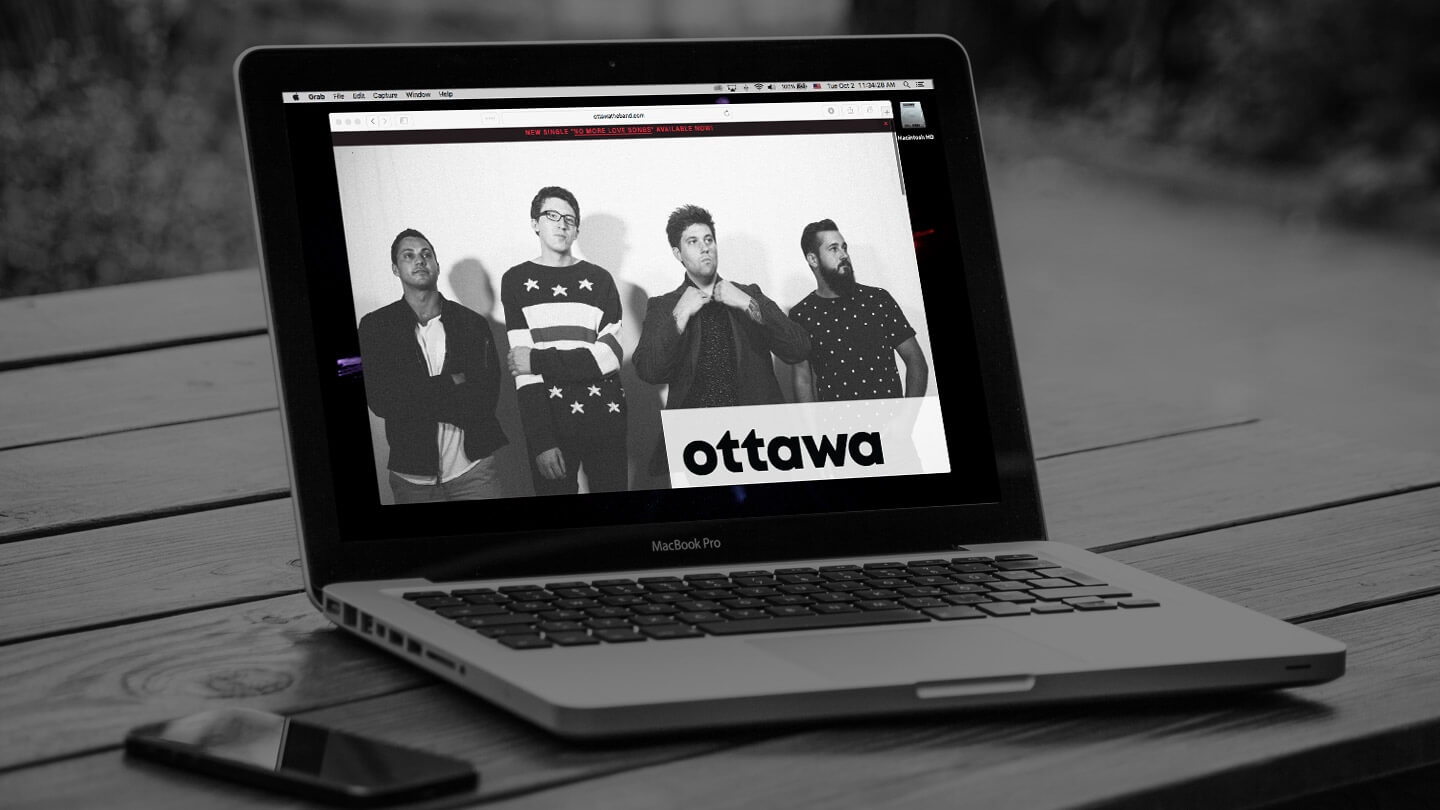 Grab File Edit Capture Window Help
100% Tue Oct 2 11:34:28 AM
ottawatheband.com
NEW SINGLE "NO MORE LOVE SONGS" AVAILABLE NOW!
Macintosh HD
ottawa
MacBook Pro